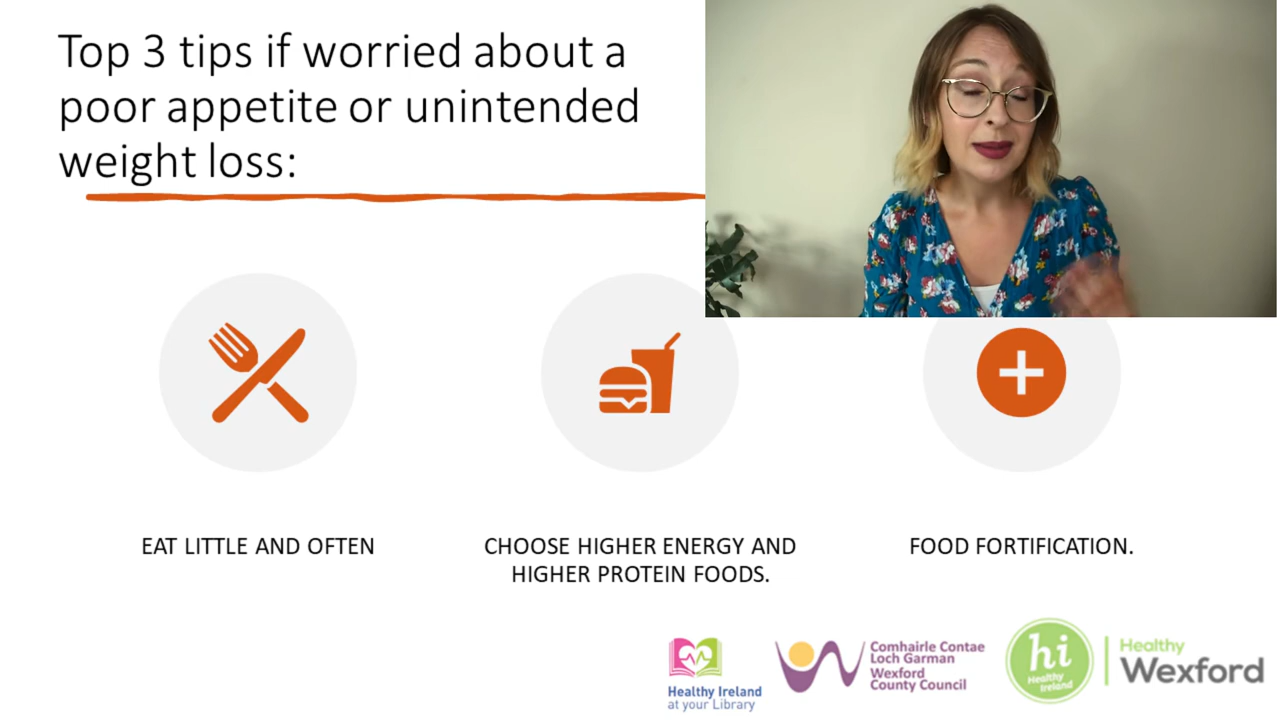 Top 3 tips if worried about a
poor appetite or unintended
weight loss:
EAT LITTLE AND OFTEN
CHOOSE HIGHER ENERGY AND
HIGHER PROTEIN FOODS.
FOOD FORTIFICATION.
Healthy Ireland
at your Library
Comhairle Contae
Loch Garman
Wexford
County Council
hi
Healthy
Ireland
Healthy
Wexford